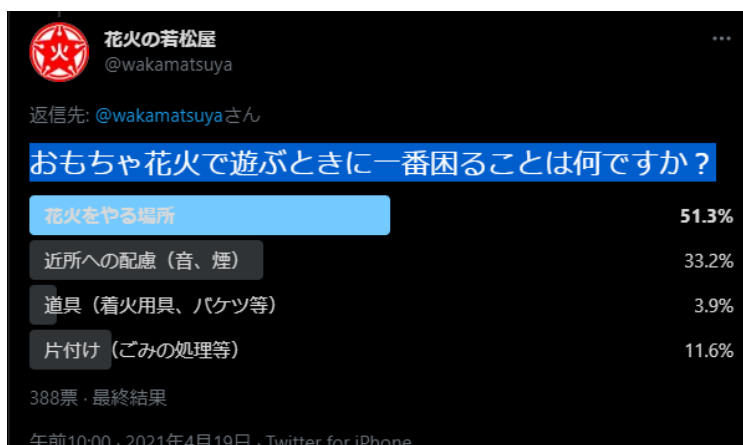 火
花火の若松屋
@wakamatsuya
返信先: @wakamatsuyaさん
おもちゃ花火で遊ぶときに一番困ることは何ですか？
花火をやる場所 51.3%
近所への配慮（音、煙） 33.2%
道具（着火用具、バケツ等） 3.9%
片付け（ごみの処理等） 11.6%
388票 · 最終結果
午前10:00 · 2021年4月19日 · Twitter for iPhone